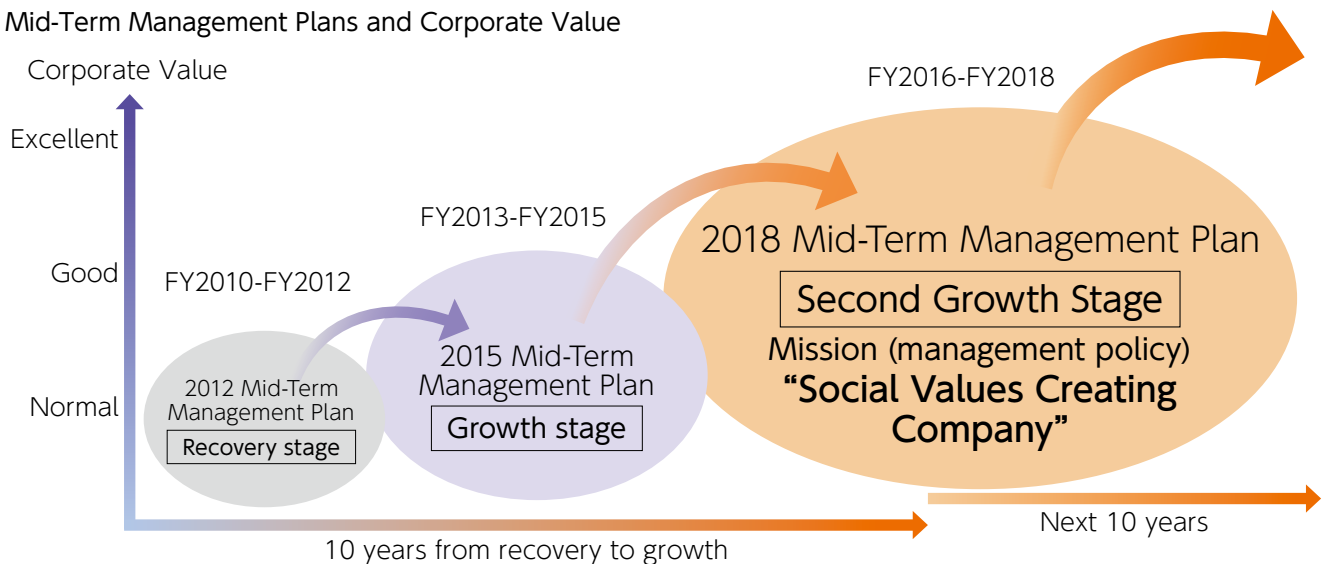 Mid-Term Management Plans and Corporate Value
Corporate Value
Excellent
Good
Normal
FY2010-FY2012
2012 Mid-Term
Management Plan
Recovery stage
FY2013-FY2015
2015 Mid-Term
Management Plan
Growth stage
FY2016-FY2018
2018 Mid-Term Management Plan
Second Growth Stage
Mission (management policy)
“Social Values Creating
Company”
10 years from recovery to growth
Next 10 years